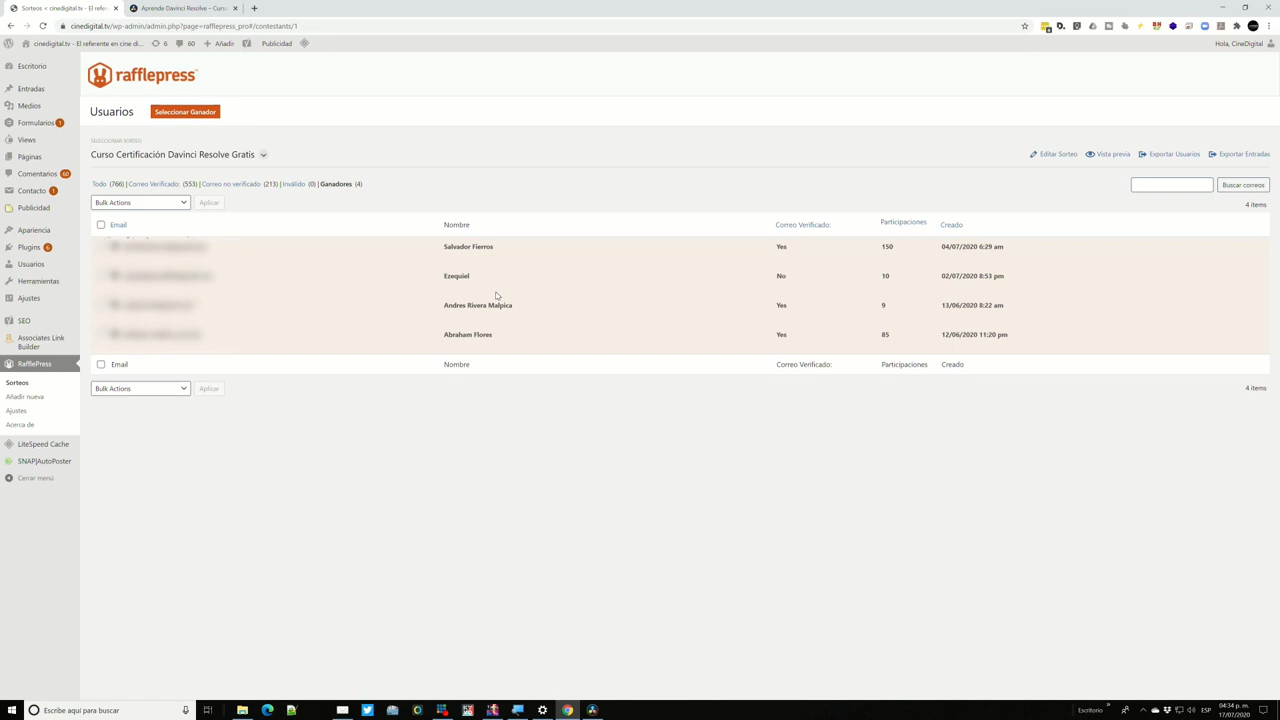 Sorteos < cinedigital.tv - El referen
Aprende Davinci Resolve – Curso
cinedigital.tv/wp-admin/admin.php?page=rafflepress_pro#/contestants/1
cinedigital.tv - El referente en cine di...
6
60
Añadir
Publicidad
Hola, CineDigital
Escritorio
Entradas
Medios
Formularios 1
Views
Páginas
Comentarios 60
Contacto 1
Publicidad
Apariencia
Plugins 6
Usuarios
Herramientas
Ajustes
SEO
Associates Link
Builder
RafflePress
Sorteos
Añadir nueva
Ajustes
Acerca de
LiteSpeed Cache
SNAP|AutoPoster
Cerrar menú
rafflepress
Usuarios
Seleccionar Ganador
SELECCIONAR SORTEO
Curso Certificación Davinci Resolve Gratis
Editar Sorteo
Vista previa
Exportar Usuarios
Exportar Entradas
Todo (766) | Correo Verificado: (553) | Correo no verificado (213) | Inválido (0) | Ganadores (4)
Buscar correos
Bulk Actions
Aplicar
4 items
Email Nombre Correo Verificado: Participaciones Creado
Salvador Fierros Yes 150 04/07/2020 6:29 am
Ezequiel No 10 02/07/2020 8:53 pm
Andres Rivera Malpica Yes 9 13/06/2020 8:22 am
Abraham Flores Yes 85 12/06/2020 11:20 pm
Email Nombre Correo Verificado: Participaciones Creado
Bulk Actions
Aplicar
4 items
Escribe aquí para buscar
Escritorio
ESP
04:34 p. m.
17/07/2020